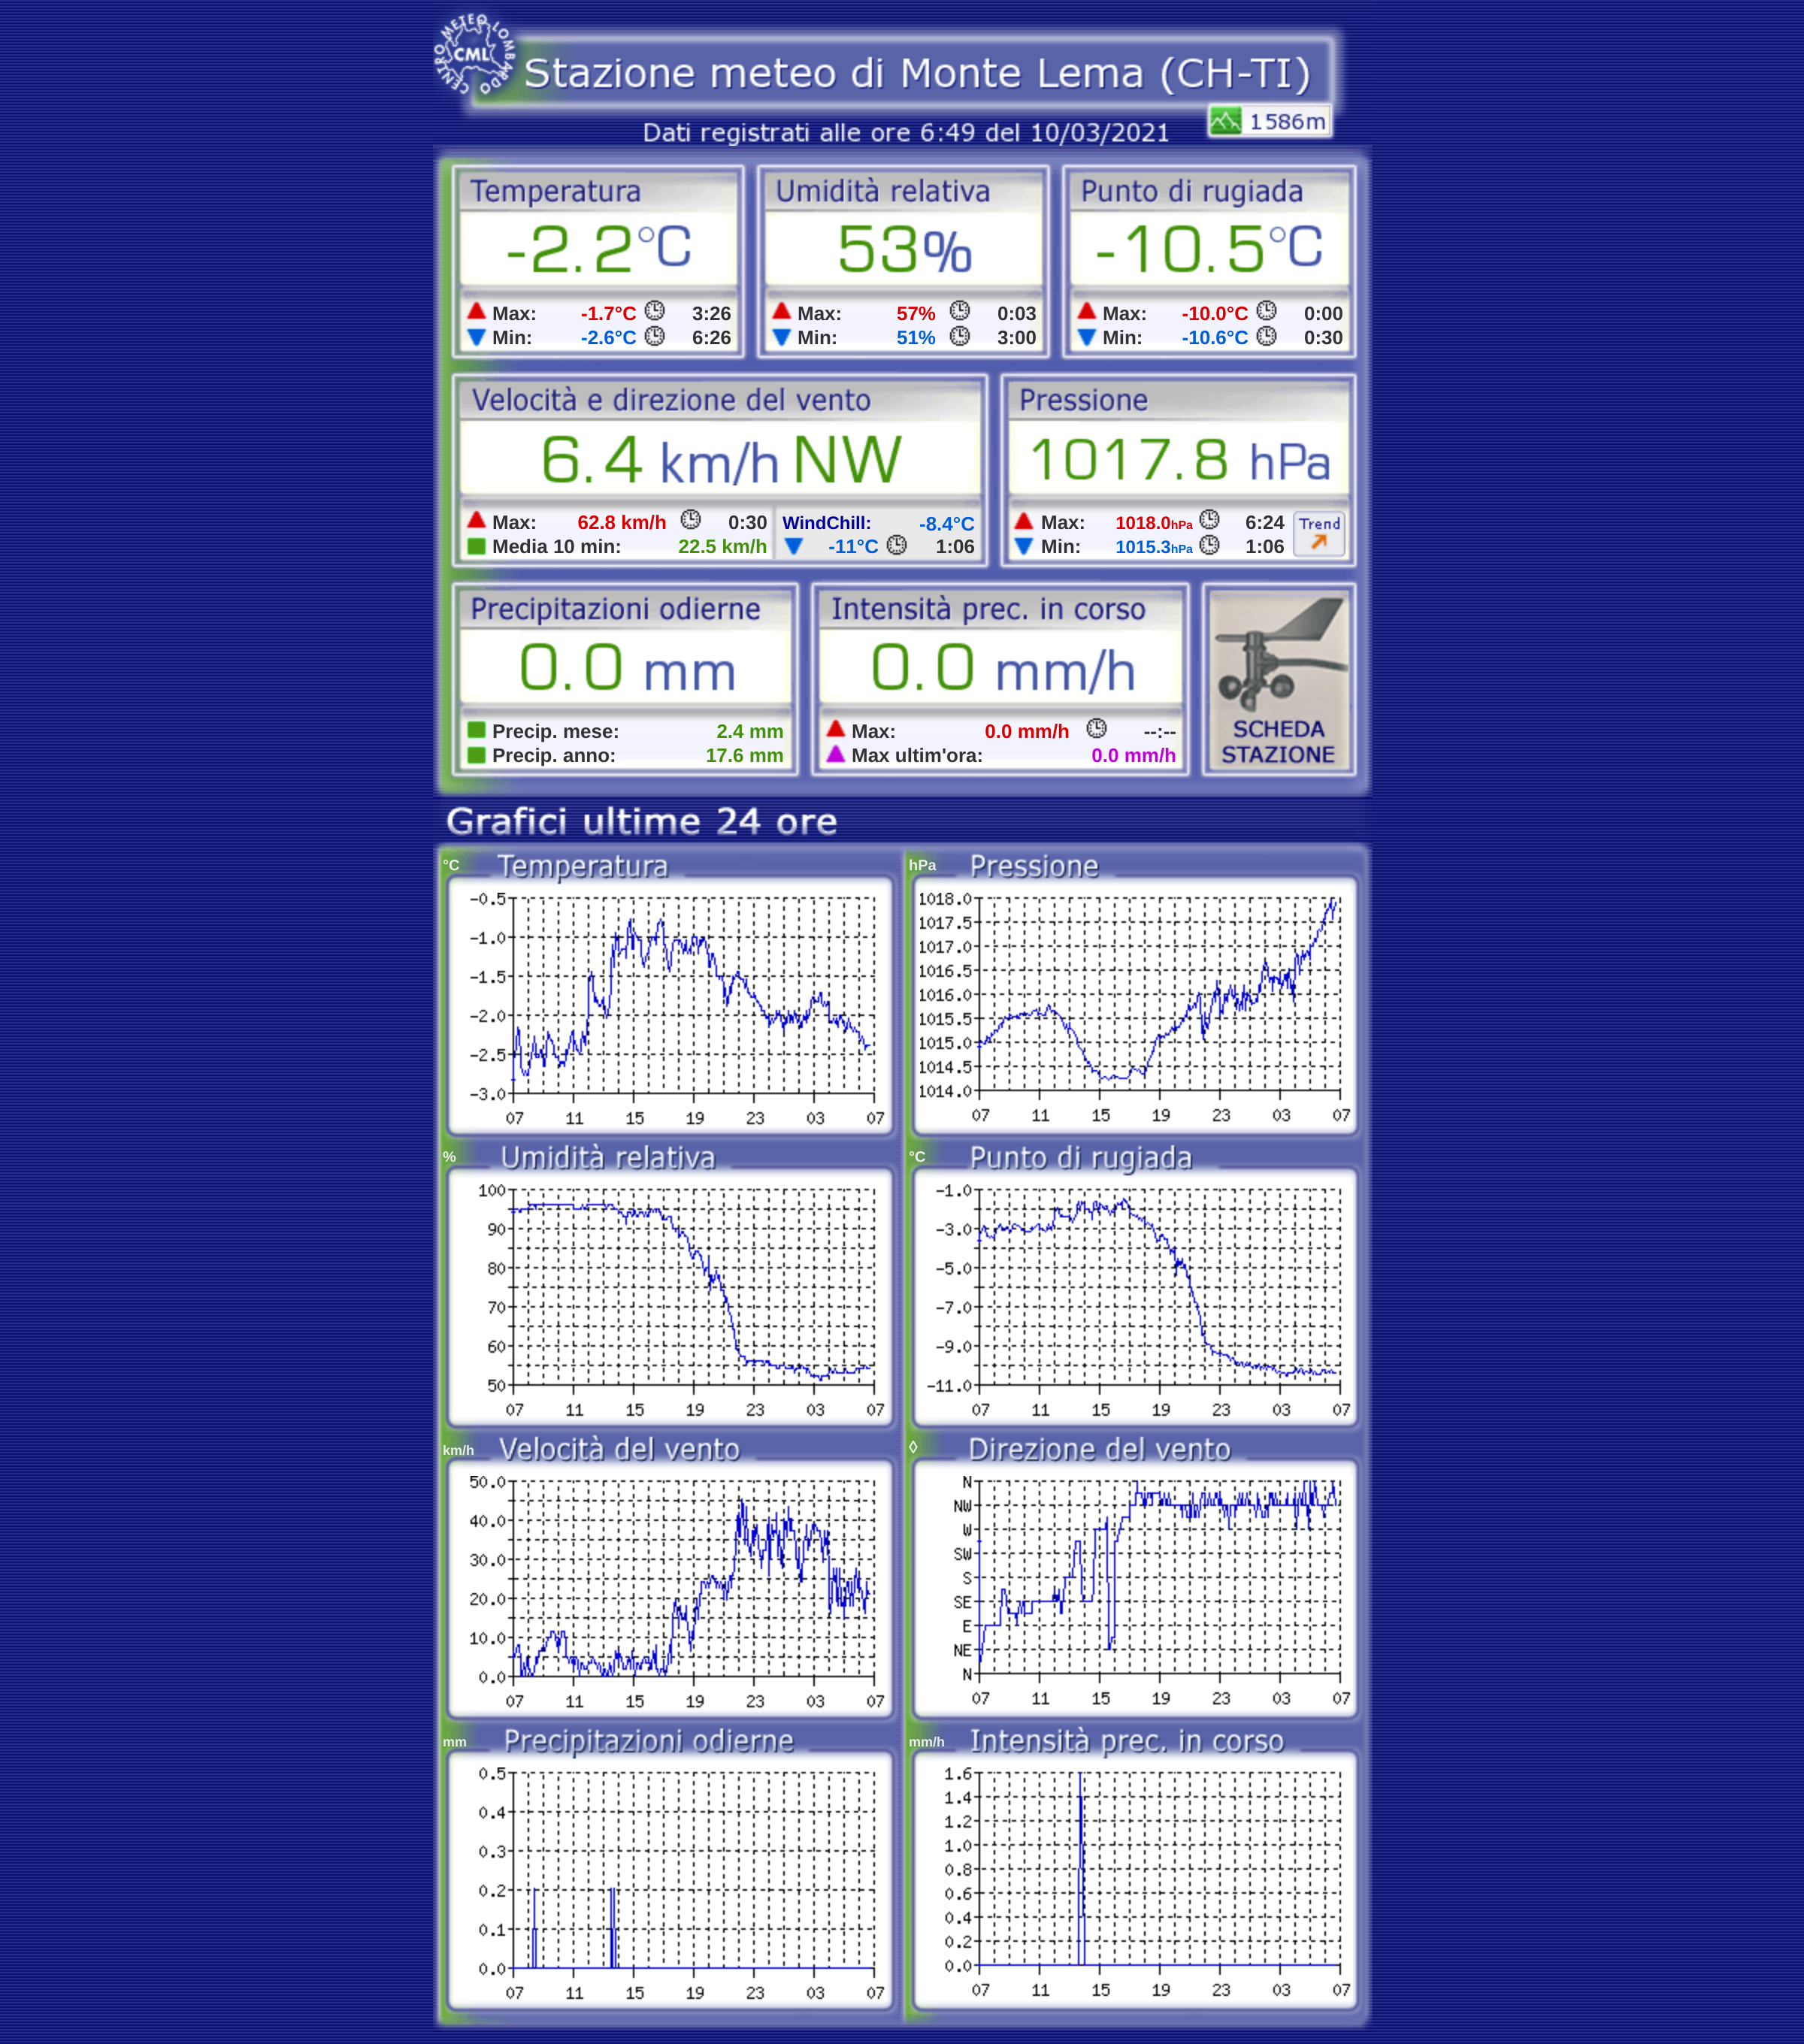 CENTRO METEO LOMBARDO
CML
Stazione meteo di Monte Lema (CH-TI)
1586m
Dati registrati alle ore 6:49 del 10/03/2021
Temperatura
-2.2°C
Max: -1.7°C 3:26
Min: -2.6°C 6:26
Umidità relativa
53%
Max: 57% 0:03
Min: 51% 3:00
Punto di rugiada
-10.5°C
Max: -10.0°C 0:00
Min: -10.6°C 0:30
Velocità e direzione del vento
6.4 km/h NW
Max: 62.8 km/h 0:30
Media 10 min: 22.5 km/h
WindChill: -8.4°C
-11°C 1:06
Pressione
1017.8 hPa
Max: 1018.0hPa 6:24
Min: 1015.3hPa 1:06
Trend
Precipitazioni odierne
0.0 mm
Precip. mese: 2.4 mm
Precip. anno: 17.6 mm
Intensità prec. in corso
0.0 mm/h
Max: 0.0 mm/h --:--
Max ultim'ora: 0.0 mm/h
SCHEDA
STAZIONE
Grafici ultime 24 ore
°C Temperatura
-0.5
-1.0
-1.5
-2.0
-2.5
-3.0
07 11 15 19 23 03 07
hPa Pressione
1018.0
1017.5
1017.0
1016.5
1016.0
1015.5
1015.0
1014.5
1014.0
07 11 15 19 23 03 07
% Umidità relativa
100
90
80
70
60
50
07 11 15 19 23 03 07
°C Punto di rugiada
-1.0
-3.0
-5.0
-7.0
-9.0
-11.0
07 11 15 19 23 03 07
km/h Velocità del vento
50.0
40.0
30.0
20.0
10.0
0.0
07 11 15 19 23 03 07
◊ Direzione del vento
N
NW
W
SW
S
SE
E
NE
N
07 11 15 19 23 03 07
mm Precipitazioni odierne
0.5
0.4
0.3
0.2
0.1
0.0
07 11 15 19 23 03 07
mm/h Intensità prec. in corso
1.6
1.4
1.2
1.0
0.8
0.6
0.4
0.2
0.0
07 11 15 19 23 03 07